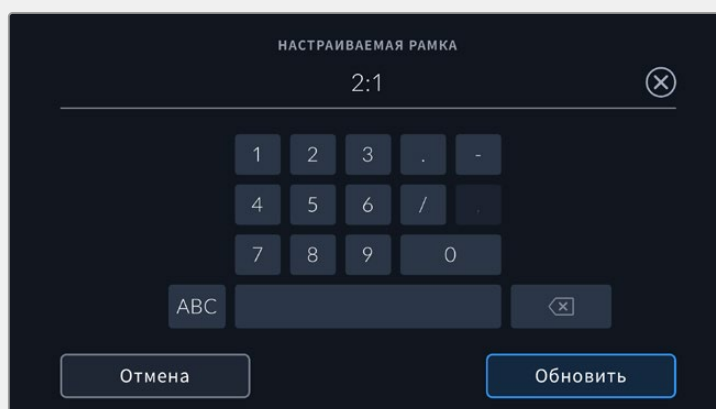 НАСТРАИВАЕМАЯ РАМКА
2:1
1 2 3 . -
4 5 6 / ,
7 8 9 0
ABC
Отмена Обновить